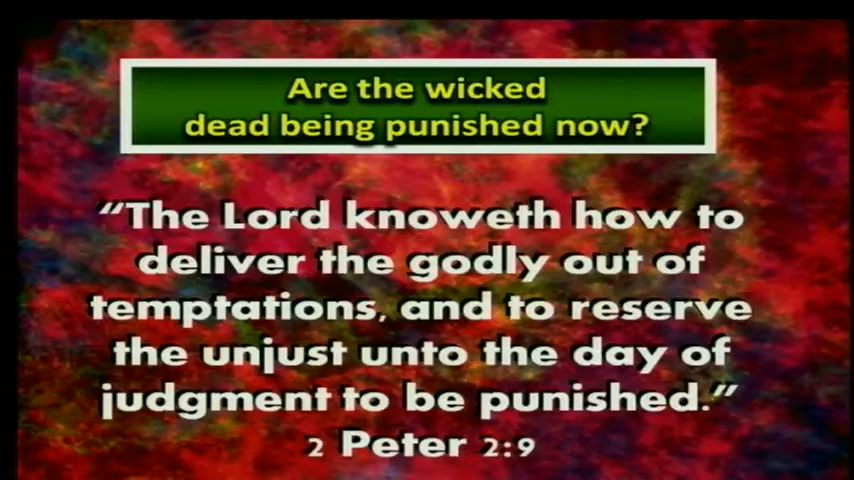 Are the wicked
dead being punished now?
“The Lord knoweth how to
deliver the godly out of
temptations, and to reserve
the unjust unto the day of
judgment to be punished.”
2 Peter 2:9